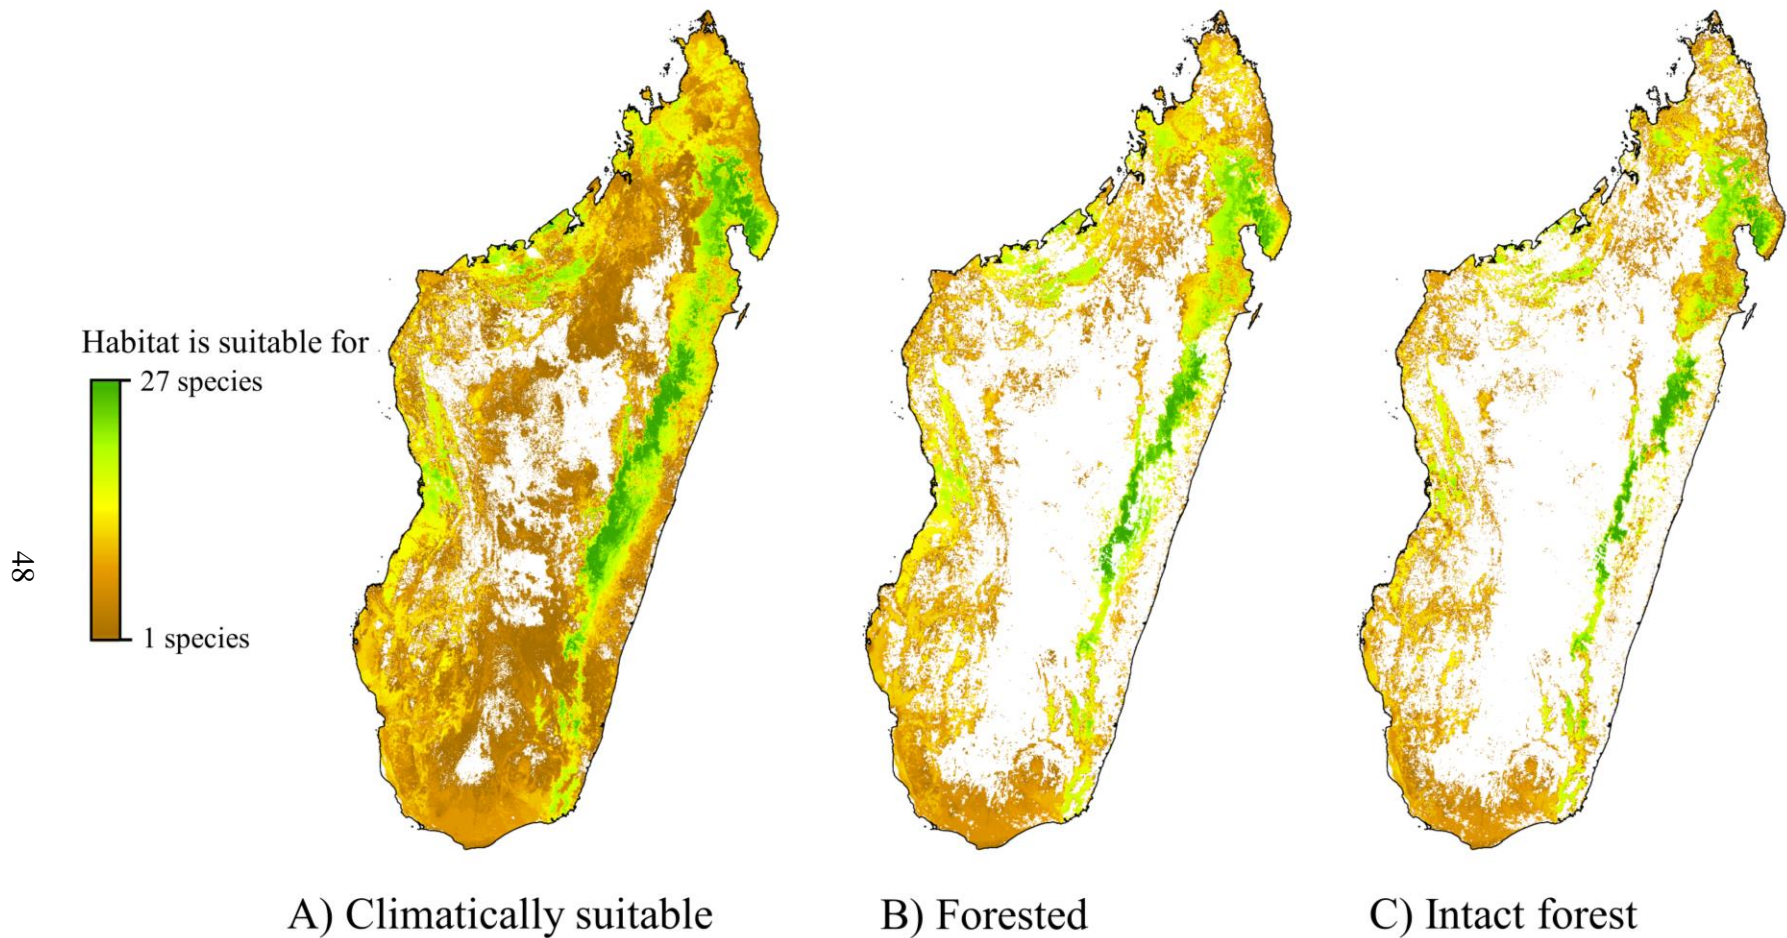 Habitat is suitable for
27 species
1 species
48
A) Climatically suitable
B) Forested
C) Intact forest